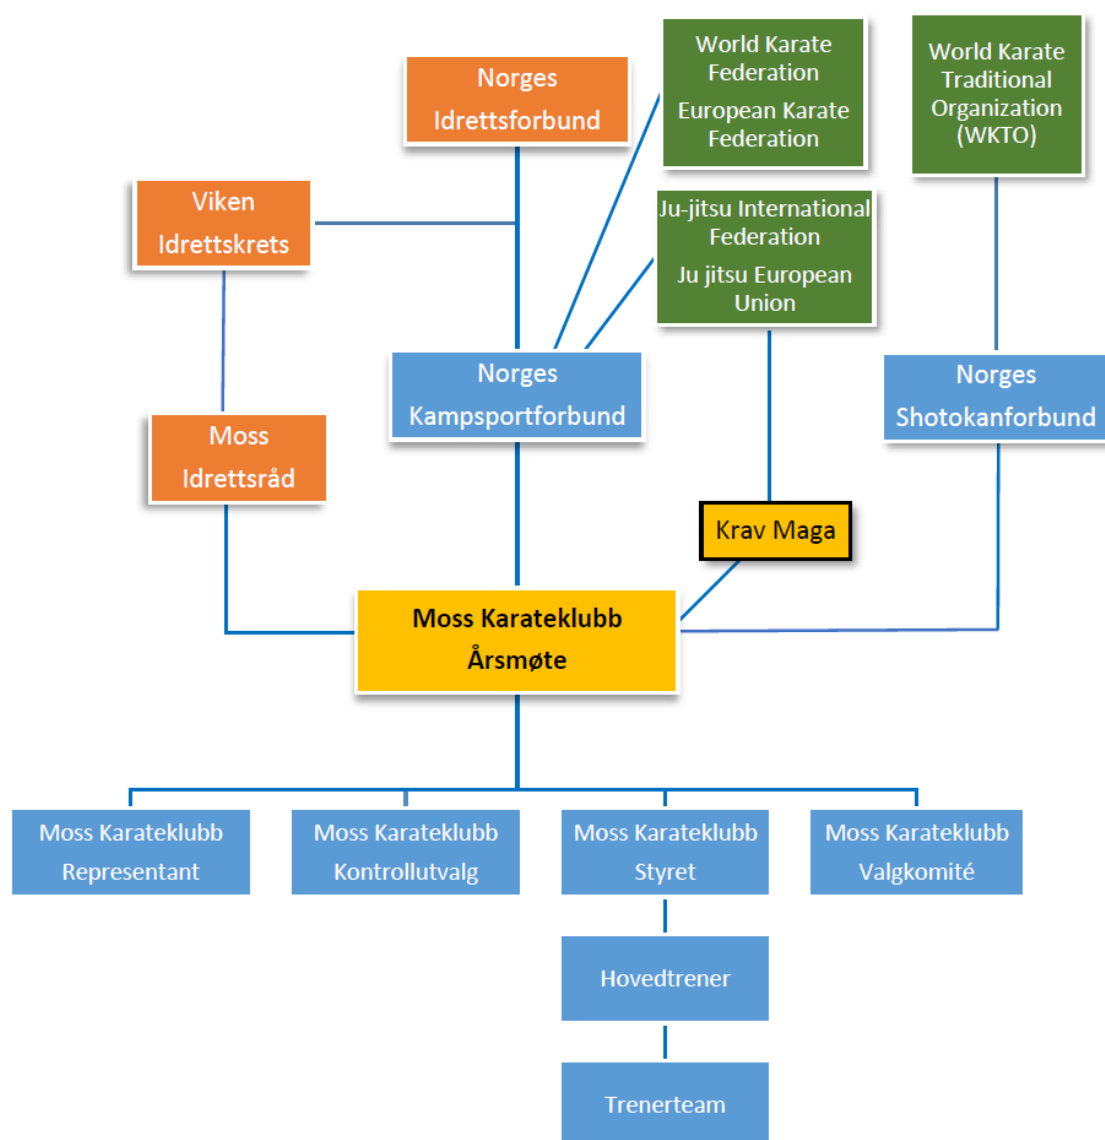 Norges
Idrettsforbund
World Karate
Federation
European Karate
Federation
World Karate
Traditional
Organization
(WKTO)
Viken
Idrettskrets
Ju-jitsu International
Federation
Ju jitsu European
Union
Norges
Kampsportforbund
Norges
Shotokanforbund
Moss
Idrettsråd
Krav Maga
Moss Karateklubb
Årsmøte
Moss Karateklubb
Representant
Moss Karateklubb
Kontrollutvalg
Moss Karateklubb
Styret
Moss Karateklubb
Valgkomité
Hovedtrener
Trenerteam